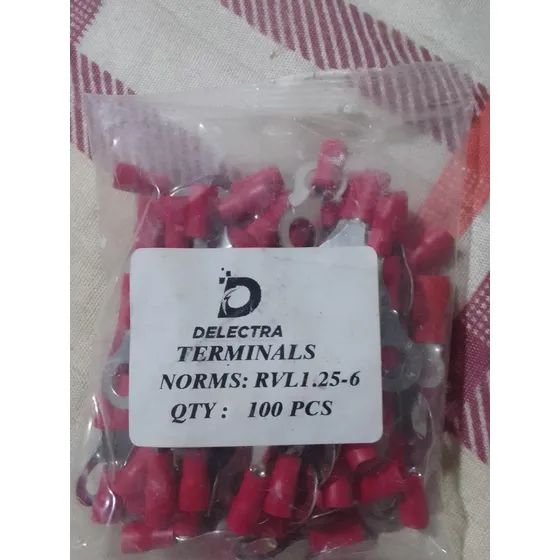 DELECTRA
TERMINALS
NORMS: RVL1.25-6
QTY : 100 PCS